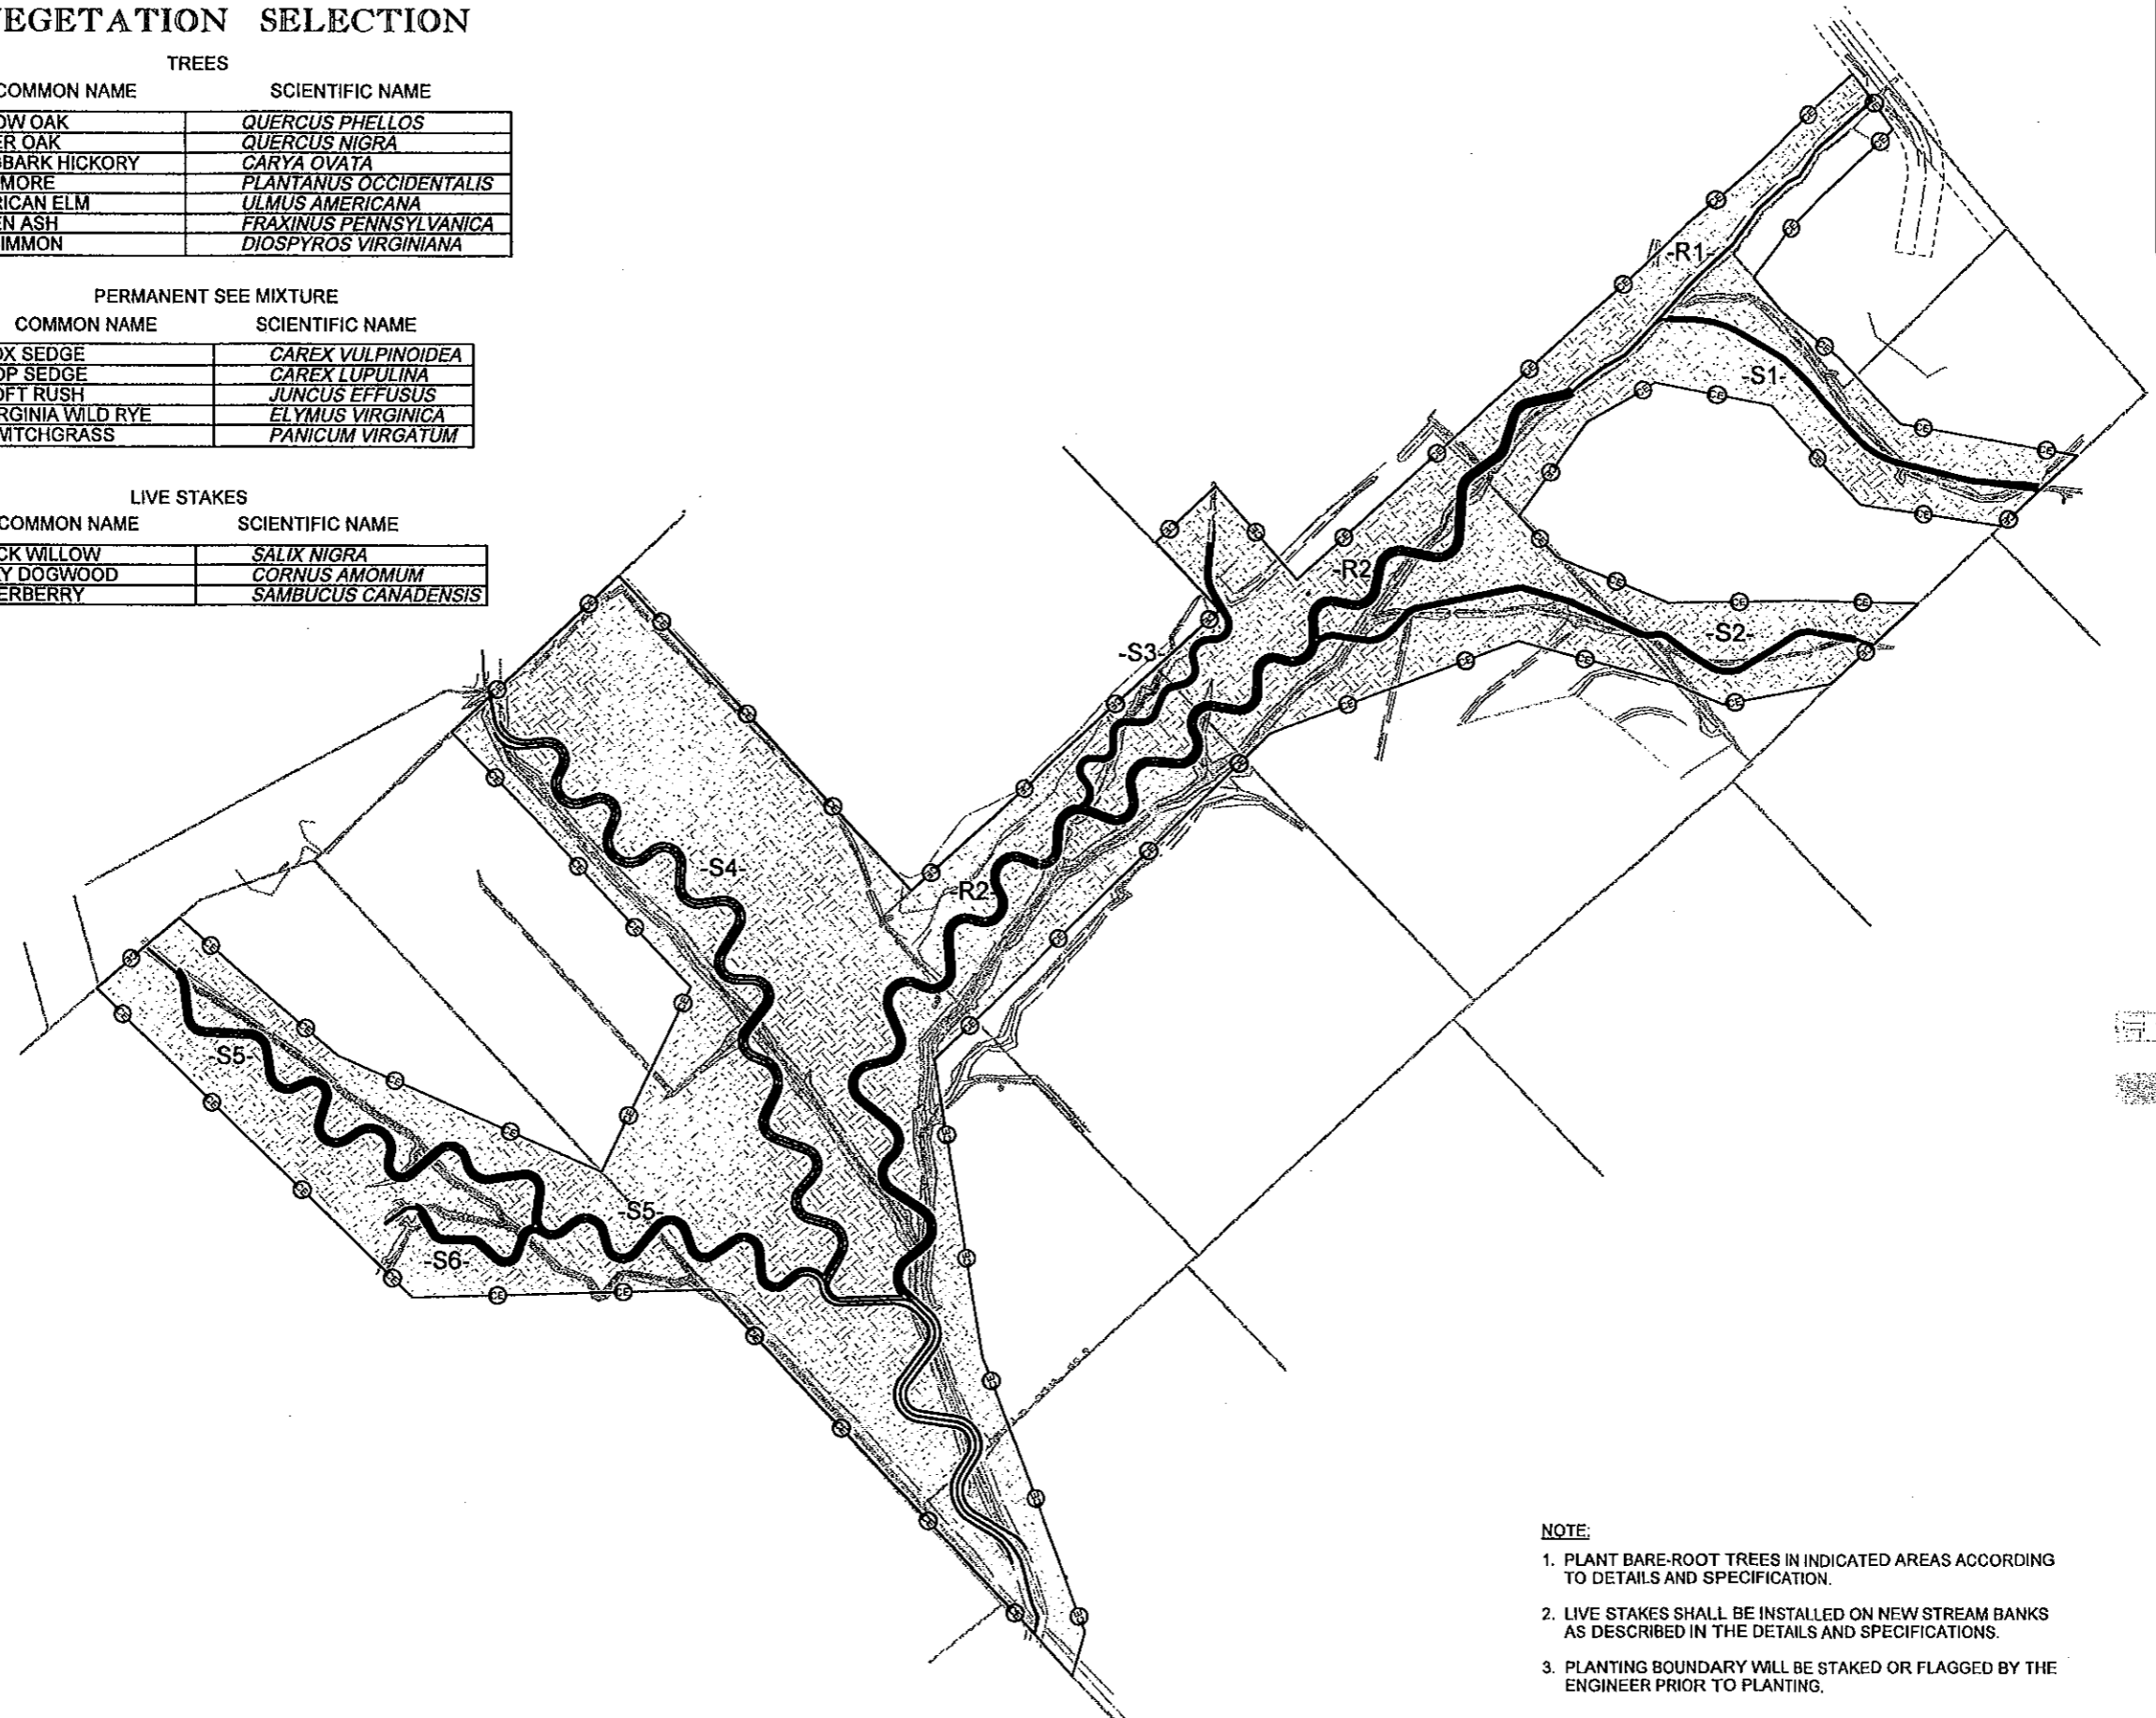 VEGETATION SELECTION
TREES
COMMON NAME SCIENTIFIC NAME
OW OAK QUERCUS PHELLOS
ER OAK QUERCUS NIGRA
BARK HICKORY CARYA OVATA
MORE PLANTANUS OCCIDENTALIS
RICAN ELM ULMUS AMERICANA
EN ASH FRAXINUS PENNSYLVANICA
IMMON DIOSPYROS VIRGINIANA
PERMANENT SEE MIXTURE
COMMON NAME SCIENTIFIC NAME
OX SEDGE CAREX VULPINOIDEA
OP SEDGE CAREX LUPULINA
OFT RUSH JUNCUS EFFUSUS
RGINIA WILD RYE ELYMUS VIRGINICA
WITCHGRASS PANICUM VIRGATUM
LIVE STAKES
COMMON NAME SCIENTIFIC NAME
CK WILLOW SALIX NIGRA
Y DOGWOOD CORNUS AMOMUM
ERBERRY SAMBUCUS CANADENSIS
-R1-
-S1-
-R2-
-S2-
-S3-
-S4-
-R2-
-S5-
-S5-
-S6-
NOTE:
1. PLANT BARE-ROOT TREES IN INDICATED AREAS ACCORDING
TO DETAILS AND SPECIFICATION.
2. LIVE STAKES SHALL BE INSTALLED ON NEW STREAM BANKS
AS DESCRIBED IN THE DETAILS AND SPECIFICATIONS.
3. PLANTING BOUNDARY WILL BE STAKED OR FLAGGED BY THE
ENGINEER PRIOR TO PLANTING.